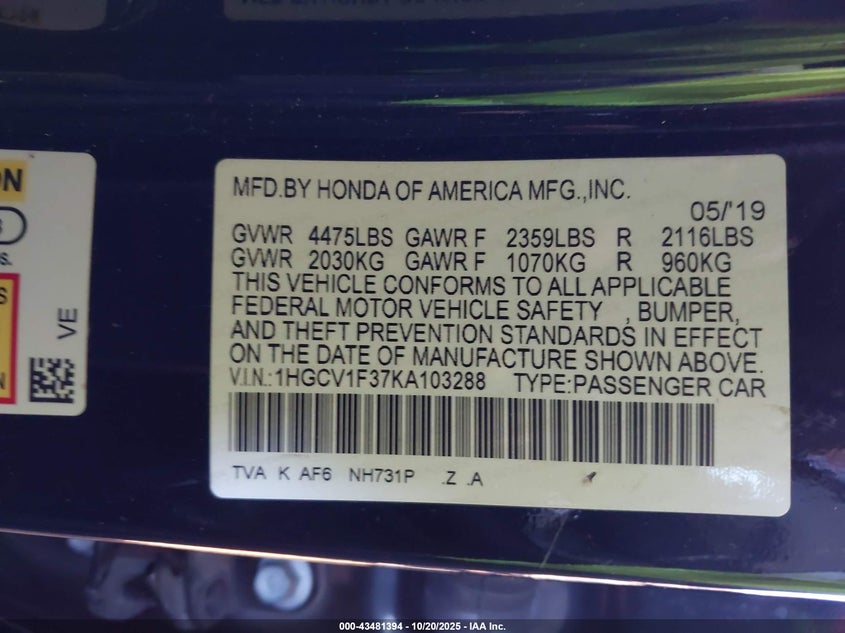 ON
S.
S
N
VE
MFD.BY HONDA OF AMERICA MFG.,INC.
05/'19
GVWR 4475LBS GAWR F 2359LBS R 2116LBS
GVWR 2030KG GAWR F 1070KG R 960KG
THIS VEHICLE CONFORMS TO ALL APPLICABLE
FEDERAL MOTOR VEHICLE SAFETY , BUMPER,
AND THEFT PREVENTION STANDARDS IN EFFECT
ON THE DATE OF MANUFACTURE SHOWN ABOVE.
V.I.N.:1HGCV1F37KA103288 TYPE:PASSENGER CAR
TVA K AF6 NH731P .Z .A
000-43481394 - 10/20/2025 - IAA Inc.